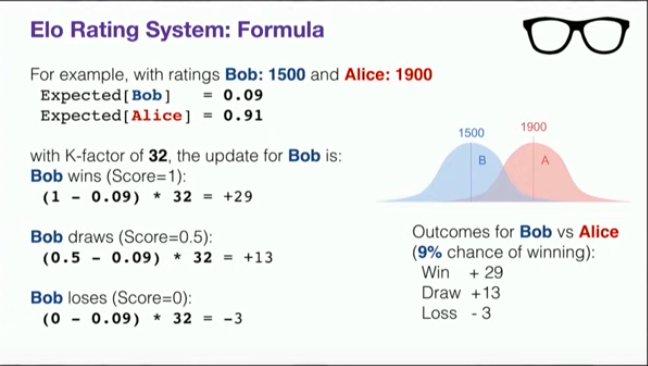 Elo Rating System: Formula
For example, with ratings Bob: 1500 and Alice: 1900
Expected[Bob] = 0.09
Expected[Alice] = 0.91
with K-factor of 32, the update for Bob is:
Bob wins (Score=1):
(1 - 0.09) * 32 = +29
Bob draws (Score=0.5):
(0.5 - 0.09) * 32 = +13
Bob loses (Score=0):
(0 - 0.09) * 32 = -3
1500
1900
B
A
Outcomes for Bob vs Alice
(9% chance of winning):
Win + 29
Draw +13
Loss - 3